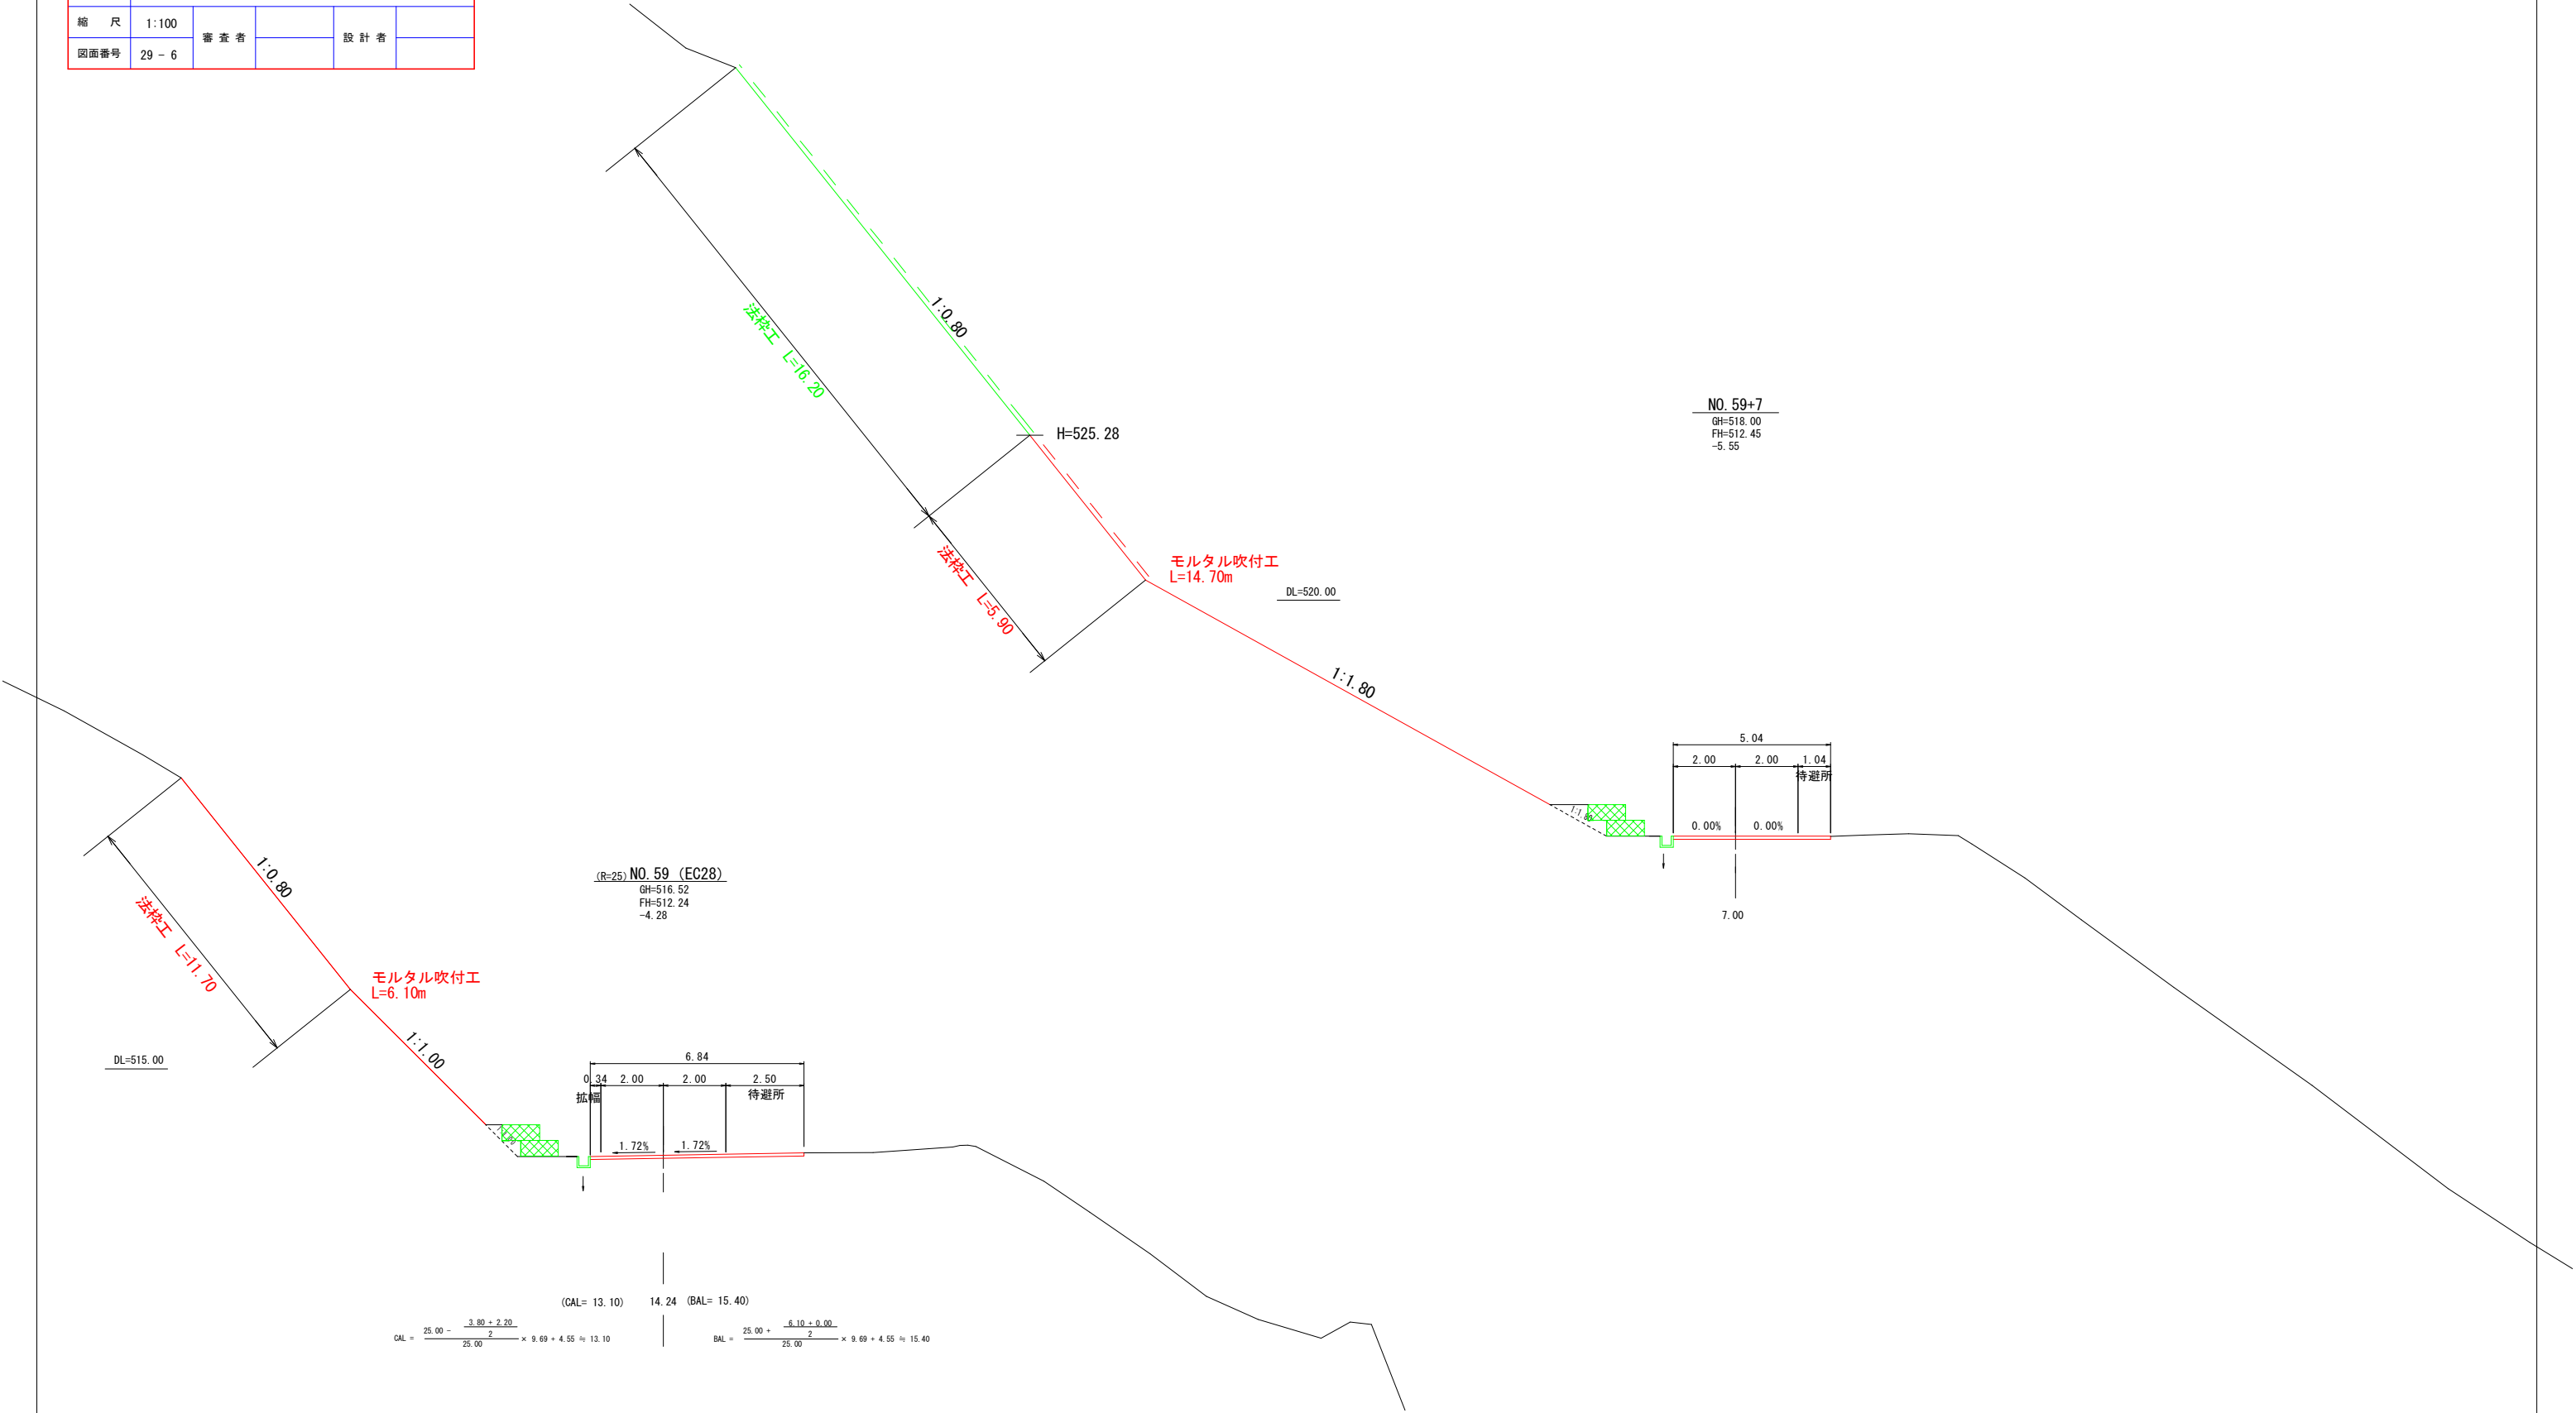 縮 尺 1:100
審査者 設計者
図面番号 29 - 6
1:0.80
法枠工 L=16.20
H=525.28
法枠工 L=5.90
モルタル吹付工
L=14.70m
DL=520.00
1:1.80
NO.59+7
GH=518.00
FH=512.45
-5.55
5.04
2.00 2.00 1.04
待避所
1:1.80
0.00% 0.00%
7.00
1:0.80
法枠工 L=11.70
(R=25) NO.59 (EC28)
GH=516.52
FH=512.24
-4.28
モルタル吹付工
L=6.10m
1:1.00
DL=515.00
6.84
0.34 2.00 2.00 2.50
拡幅 待避所
1.72% 1.72%
(CAL= 13.10) 14.24 (BAL= 15.40)
3.80 + 2.20
25.00 - 2
CAL = 25.00 × 9.69 + 4.55 ≒ 13.10
6.10 + 0.00
25.00 + 2
BAL = 25.00 × 9.69 + 4.55 ≒ 15.40